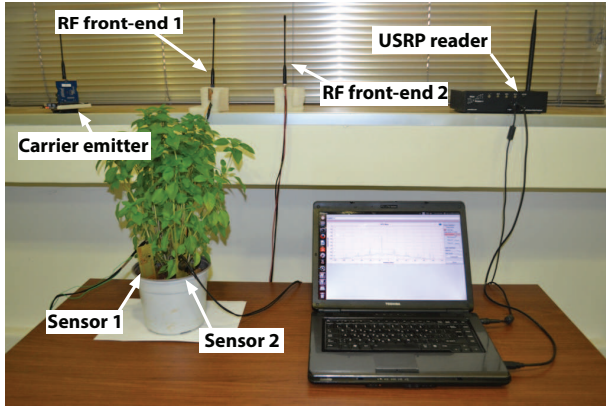 RF front-end 1
USRP reader
RF front-end 2
Carrier emitter
Sensor 1
Sensor 2
TOSHIBA